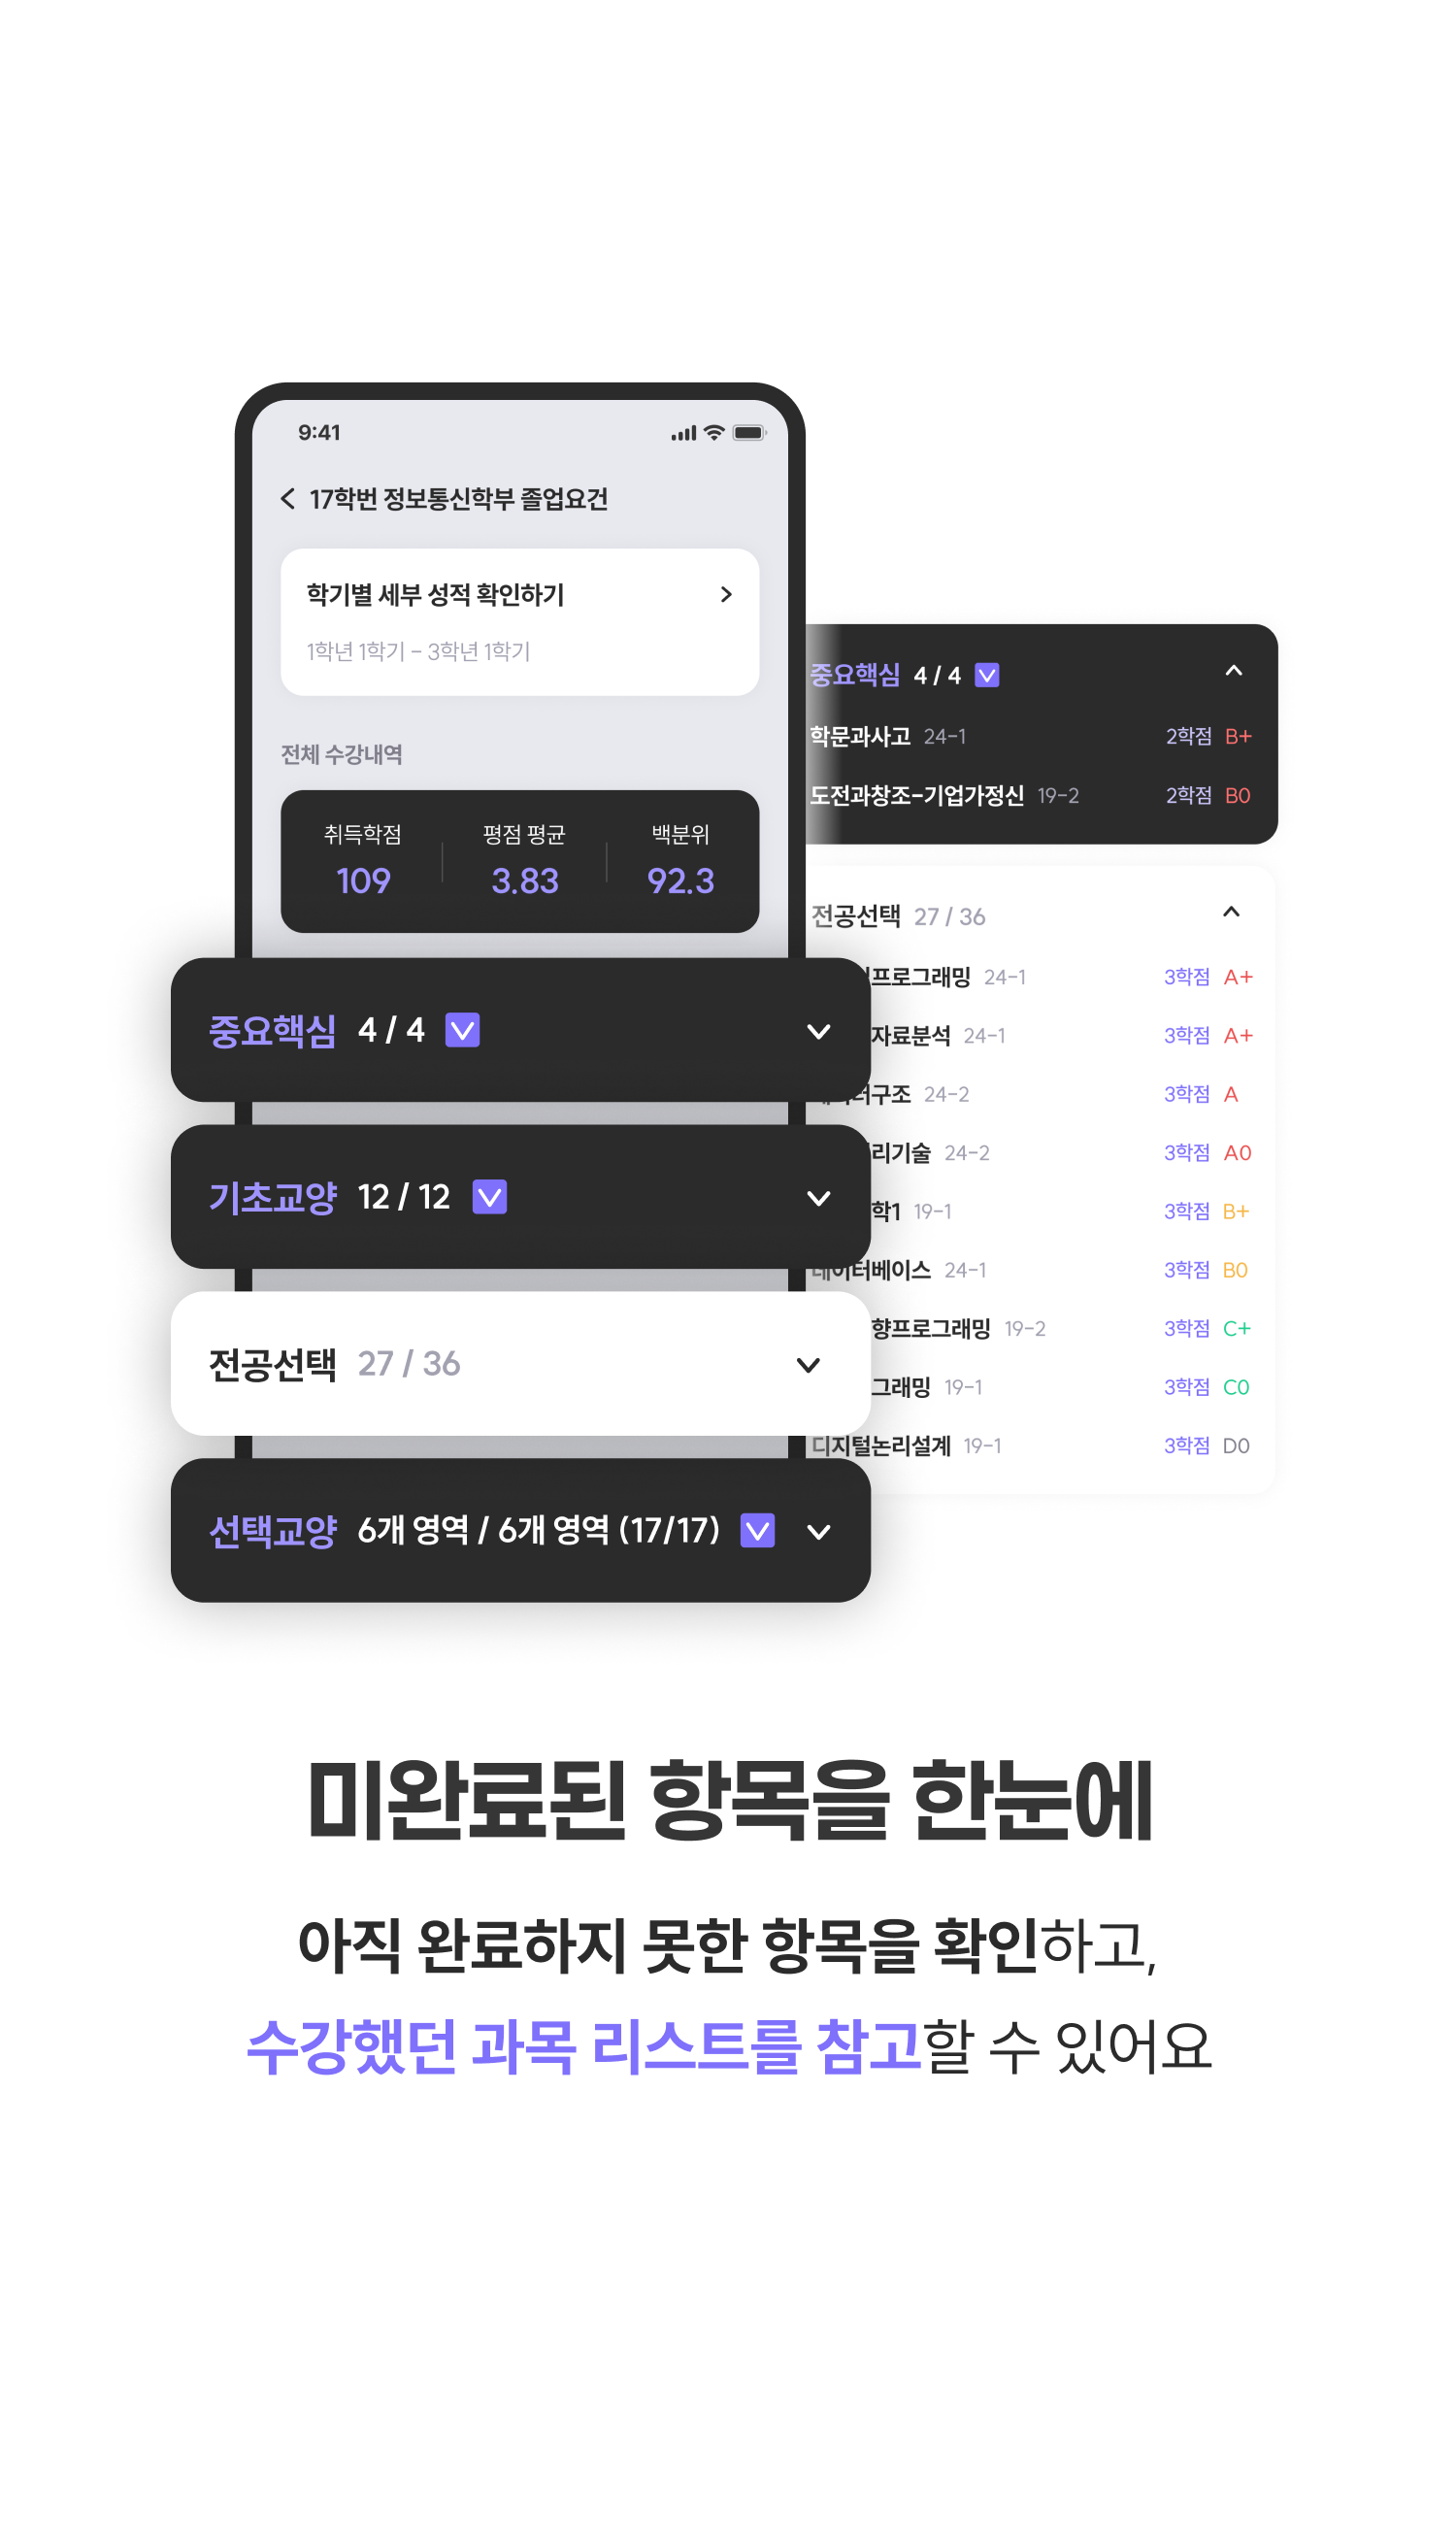 9:41
17학번 정보통신학부 졸업요건
학기별 세부 성적 확인하기
1학년 1학기 - 3학년 1학기
전체 수강내역
취득학점 평점 평균 백분위
109 3.83 92.3
중요핵심 4 / 4
기초교양 12 / 12
전공선택 27 / 36
선택교양 6개 영역 / 6개 영역 (17/17)
중요핵심 4 / 4
학문과사고 24-1 2학점 B+
도전과창조-기업가정신 19-2 2학점 B0
전공선택 27 / 36
프로그래밍 24-1 3학점 A+
자료분석 24-1 3학점 A+
구조 24-2 3학점 A
리기술 24-2 3학점 A0
학1 19-1 3학점 B+
데이터베이스 24-1 3학점 B0
향프로그래밍 19-2 3학점 C+
그래밍 19-1 3학점 C0
디지털논리설계 19-1 3학점 D0
미완료된 항목을 한눈에
아직 완료하지 못한 항목을 확인하고,
수강했던 과목 리스트를 참고할 수 있어요